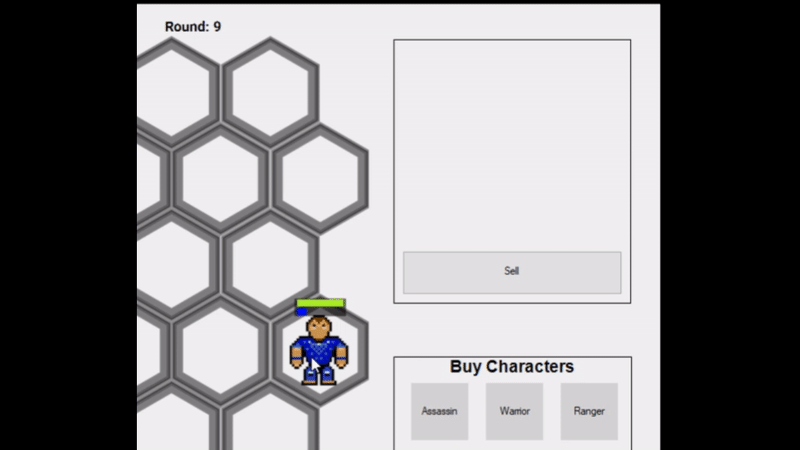 Round: 9
Sell
Buy Characters
Assassin
Warrior
Ranger